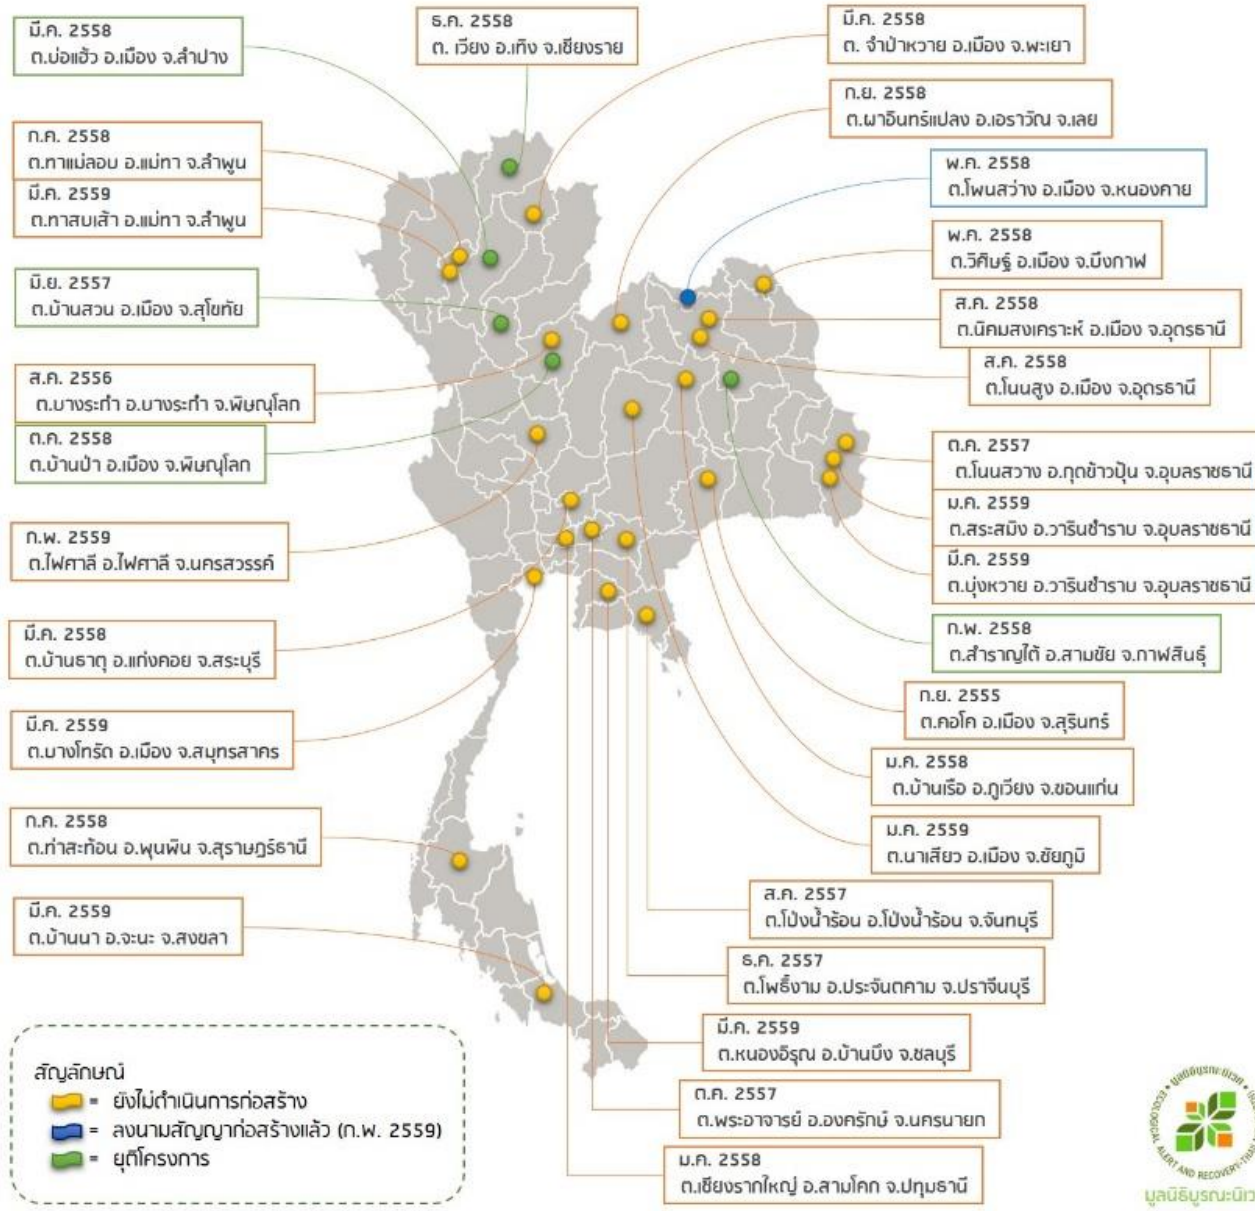 มี.ค. 2558
ต.บ่อแฮ้ว อ.เมือง จ.ลำปาง
ธ.ค. 2558
ต. เวียง อ.เทิง จ.เชียงราย
มี.ค. 2558
ต. จำป่าหวาย อ.เมือง จ.พะเยา
ก.ค. 2558
ต.ทาแม่ลอบ อ.แม่ทา จ.ลำพูน
มี.ค. 2559
ต.ทาสบเส้า อ.แม่ทา จ.ลำพูน
มิ.ย 2557
ต.บ้านสวน อ.เมือง จ.สุโขทัย
ส.ค. 2556
ต.บางระกำ อ.บางระกำ จ.พิษณุโลก
ต.ค. 2558
ต.บ้านป่า อ.เมือง จ.พิษณุโลก
ก.พ. 2559
ต.ไพศาลี อ.ไพศาลี จ.นครสวรรค์
มี.ค. 2558
ต.บ้านธาตุ อ.แก่งคอย จ.สระบุรี
มี.ค. 2559
ต.บางโทรัด อ.เมือง จ.สมุทรสาคร
ก.ค. 2558
ต.ท่าสะท้อน อ.พุนพิน จ.สุราษฎร์ธานี
มี.ค. 2559
ต.บ้านนา อ.จะนะ จ.สงขลา
ก.ย. 2558
ต.ผาอินทร์แปลง อ.เอราวัณ จ.เลย
พ.ค. 2558
ต.โพนสว่าง อ.เมือง จ.หนองคาย
พ.ค. 2558
ต.วิศิษฐ์ อ.เมือง จ.บึงกาฬ
ส.ค. 2558
ต.นิคมสงเคราะห์ อ.เมือง จ.อุดรธานี
ส.ค. 2558
ต.โนนสูง อ.เมือง จ.อุดรธานี
ต.ค. 2557
ต.โนนสวาง อ.กุดข้าวปุ้น จ.อุบลราชธานี
ม.ค. 2559
ต.สระสมิง อ.วารินชำราบ จ.อุบลราชธานี
มี.ค. 2559
ต.บุ่งหวาย อ.วารินชำราบ จ.อุบลราชธานี
ก.พ. 2558
ต.สำราญใต้ อ.สามชัย จ.กาฬสินธุ์
ก.ย. 2555
ต.คอโค อ.เมือง จ.สุรินทร์
ม.ค. 2558
ต.บ้านเรือ อ.ภูเวียง จ.ขอนแก่น
ม.ค. 2559
ต.นาเสียว อ.เมือง จ.ชัยภูมิ
ส.ค. 2557
ต.โป่งน้ำร้อน อ.โป่งน้ำร้อน จ.จันทบุรี
ธ.ค. 2557
ต.โพธิ์งาม อ.ประจันตคาม จ.ปราจีนบุรี
มี.ค. 2559
ต.หนองอิรุณ อ.บ้านบึง จ.ชลบุรี
ต.ค. 2557
ต.พระอาจารย์ อ.องครักษ์ จ.นครนายก
ม.ค. 2558
ต.เชียงรากใหญ่ อ.สามโคก จ.ปทุมธานี
สัญลักษณ์
= ยังไม่ดำเนินการก่อสร้าง
= ลงนามสัญญาก่อสร้างแล้ว (ก.พ. 2559)
= ยุติโครงการ
มูลนิธิบูรณะนิเวศ
ECOLOGICAL ALERT AND RECOVERY-THAI
มูลนิธิบูรณะนิเว